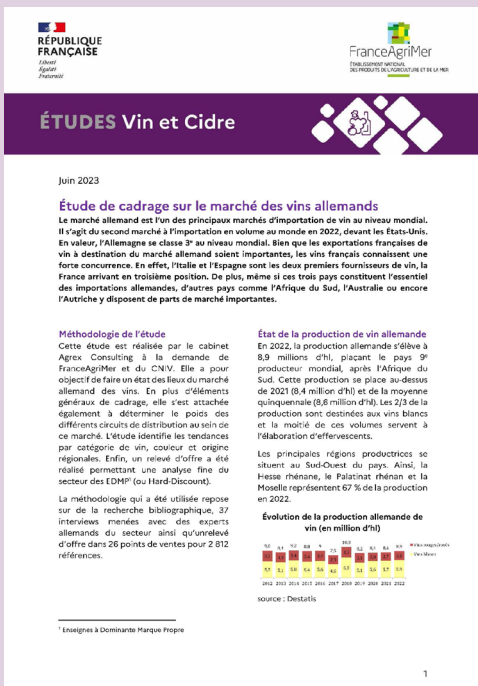 RÉPUBLIQUE
FRANÇAISE
Liberté
Égalité
Fraternité
FranceAgriMer
ÉTABLISSEMENT NATIONAL
DES PRODUITS DE L'AGRICULTURE ET DE LA MER
ÉTUDES Vin et Cidre
Juin 2023
Étude de cadrage sur le marché des vins allemands
Le marché allemand est l'un des principaux marchés d'importation de vin au niveau mondial.
Il s'agit du second marché à l'importation en volume au monde en 2022, devant les États-Unis.
En valeur, l'Allemagne se classe 3e au niveau mondial. Bien que les exportations françaises de
vin à destination du marché allemand soient importantes, les vins français connaissent une
forte concurrence. En effet, l'Italie et l'Espagne sont les deux premiers fournisseurs de vin, la
France arrivant en troisième position. De plus, même si ces trois pays constituent l'essentiel
des importations allemandes, d'autres pays comme l'Afrique du Sud, l'Australie ou encore
l'Autriche y disposent de parts de marché importantes.
Méthodologie de l'étude
Cette étude est réalisée par le cabinet
Agrex Consulting à la demande de
FranceAgriMer et du CNIV. Elle a pour
objectif de faire un état des lieux du marché
allemand des vins. En plus d'éléments
généraux de cadrage, elle s'est attachée
également à déterminer le poids des
différents circuits de distribution au sein de
ce marché. L'étude identifie les tendances
par catégorie de vin, couleur et origine
régionales. Enfin, un relevé d'offre a été
réalisé permettant une analyse fine du
secteur des EDMP¹ (ou Hard-Discount).
La méthodologie qui a été utilisée repose
sur de la recherche bibliographique, 37
interviews menées avec des experts
allemands du secteur ainsi qu'unrelevé
d'offre dans 26 points de ventes pour 2 812
références.
¹ Enseignes à Dominante Marque Propre
État de la production de vin allemande
En 2022, la production allemande s'élève à
8,9 millions d'hl, plaçant le pays 9e
producteur mondial, après l'Afrique du
Sud. Cette production se place au-dessus
de 2021 (8,4 million d'hl) et de la moyenne
quinquennale (8,8 million d'hl). Les 2/3 de la
production sont destinées aux vins blancs
et la moitié de ces volumes servent à
l'élaboration d'effervescents.
Les principales régions productrices se
situent au Sud-Ouest du pays. Ainsi, la
Hesse rhénane, le Palatinat rhénan et la
Moselle représentent 67 % de la production
en 2022.
Évolution de la production allemande de
vin (en million d'hl)
2012 2013 2014 2015 2016 2017 2018 2019 2020 2021 2022
source : Destatis
1